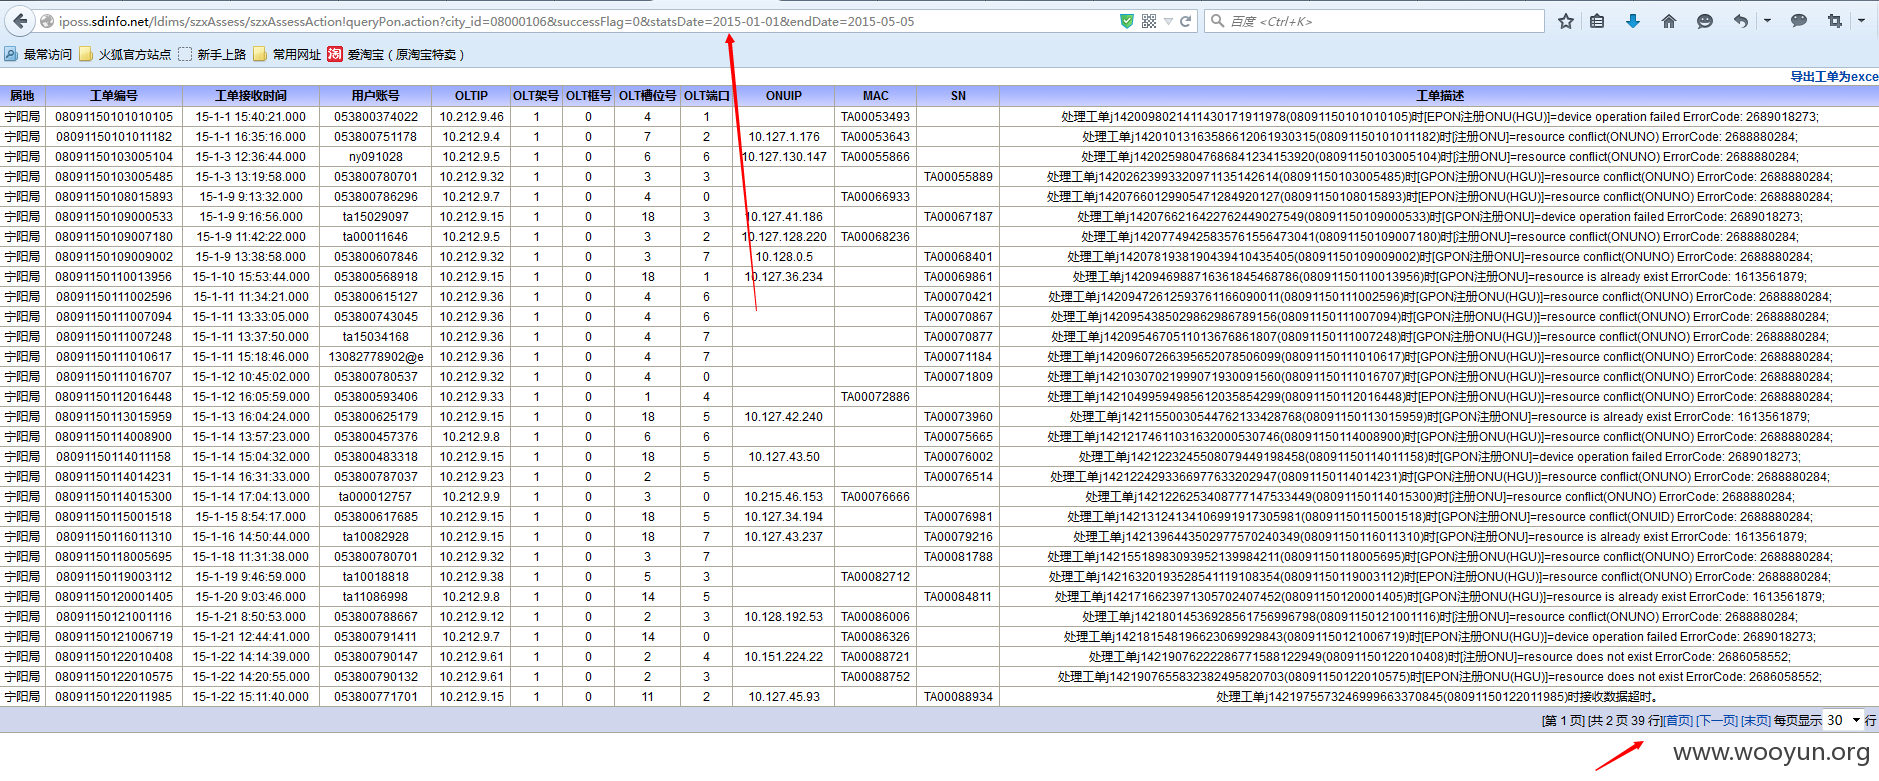 iposs.sdinfo.net/ldims/szxAssess/szxAssessAction!queryPon.action?city_id=08000106&successFlag=0&statsDate=2015-01-01&endDate=2015-05-05 百度 <Ctrl+K>
最常访问 火狐官方站点 新手上路 常用网址 淘 爱淘宝（原淘宝特卖）
导出工单为exce
属地 工单编号 工单接收时间 用户账号 OLTIP OLT架号 OLT框号 OLT槽位号 OLT端口 ONUIP MAC SN 工单描述
宁阳局 08091150101010105 15-1-1 15:40:21.000 053800374022 10.212.9.46 1 0 4 1 TA00053493 处理工单j1420098021411430171911978(08091150101010105)时[EPON注册ONU(HGU)]=device operation failed ErrorCode: 2689018273;
宁阳局 08091150101011182 15-1-1 16:35:16.000 053800751178 10.212.9.4 1 0 7 2 10.127.1.176 TA00053643 处理工单j1420101316358661206193031​5(08091150101011182)时[注册ONU]=resource conflict(ONUNO) ErrorCode: 2688880284;
宁阳局 08091150103005104 15-1-3 12:36:44.000 ny091028 10.212.9.5 1 0 6 6 10.127.130.147 TA00055866 处理工单j1420259804768684123415392​0(08091150103005104)时[注册ONU]=resource conflict(ONUNO) ErrorCode: 2688880284;
宁阳局 08091150103005485 15-1-3 13:19:58.000 053800780701 10.212.9.32 1 0 3 3 TA00055889 处理工单j1420262399332097113514261​4(08091150103005485)时[GPON注册ONU(HGU)]=resource conflict(ONUNO) ErrorCode: 2688880284;
宁阳局 08091150108015893 15-1-9 9:13:32.000 053800786296 10.212.9.7 1 0 4 0 TA00066933 处理工单j1420766012990547128492012​7(08091150108015893)时[EPON注册ONU(HGU)]=resource conflict(ONUNO) ErrorCode: 2688880284;
宁阳局 08091150109000533 15-1-9 9:16:56.000 ta15029097 10.212.9.15 1 0 18 3 10.127.41.186 TA00067187 处理工单j1420766216422762449027549(08091150109000533)时[GPON注册ONU]=device operation failed ErrorCode: 2689018273;
宁阳局 08091150109007180 15-1-9 11:42:22.000 ta00011646 10.212.9.5 1 0 3 2 10.127.128.220 TA00068236 处理工单j1420774942583576155647304​1(08091150109007180)时[注册ONU]=resource conflict(ONUNO) ErrorCode: 2688880284;
宁阳局 08091150109009002 15-1-9 13:38:58.000 053800607846 10.212.9.32 1 0 3 7 10.128.0.5 TA00068401 处理工单j1420781938190439410435405(08091150109009002)时[GPON注册ONU]=resource conflict(ONUNO) ErrorCode: 2688880284;
宁阳局 08091150110013956 15-1-10 15:53:44.000 053800568918 10.212.9.15 1 0 18 1 10.127.36.234 TA00069861 处理工单j1420946988716361845468786(08091150110013956)时[GPON注册ONU]=resource is already exist ErrorCode: 1613561879;
宁阳局 08091150111002596 15-1-11 11:34:21.000 053800615127 10.212.9.36 1 0 4 6 TA00070421 处理工单j1420947261259376116609001​1(08091150111002596)时[GPON注册ONU(HGU)]=resource conflict(ONUNO) ErrorCode: 2688880284;
宁阳局 08091150111007094 15-1-11 13:33:05.000 053800743045 10.212.9.36 1 0 4 6 TA00070867 处理工单j1420954385029862986789156(08091150111007094)时[GPON注册ONU(HGU)]=resource conflict(ONUNO) ErrorCode: 2688880284;
宁阳局 08091150111007248 15-1-11 13:37:50.000 ta15034168 10.212.9.36 1 0 4 7 TA00070877 处理工单j1420954670511013676861807(08091150111007248)时[GPON注册ONU(HGU)]=resource conflict(ONUNO) ErrorCode: 2688880284;
宁阳局 08091150111010617 15-1-11 15:18:46.000 13082778902@e 10.212.9.36 1 0 4 7 TA00071184 处理工单j1420960726639565207850609​9(08091150111010617)时[GPON注册ONU(HGU)]=resource conflict(ONUNO) ErrorCode: 2688880284;
宁阳局 08091150111016707 15-1-12 10:45:02.000 053800780537 10.212.9.32 1 0 4 0 TA00071809 处理工单j1421030702199907193009156​0(08091150111016707)时[GPON注册ONU(HGU)]=resource conflict(ONUNO) ErrorCode: 2688880284;
宁阳局 08091150112016448 15-1-12 16:05:59.000 053800593406 10.212.9.33 1 0 1 4 TA00072886 处理工单j1421049959498561203585429​9(08091150112016448)时[EPON注册ONU(HGU)]=resource conflict(ONUNO) ErrorCode: 2688880284;
宁阳局 08091150113015959 15-1-13 16:04:24.000 053800625179 10.212.9.15 1 0 18 5 10.127.42.240 TA00073960 处理工单j1421155003054476213342876​8(08091150113015959)时[GPON注册ONU]=resource is already exist ErrorCode: 1613561879;
宁阳局 08091150114008900 15-1-14 13:57:23.000 053800457376 10.212.9.8 1 0 6 6 TA00075665 处理工单j1421217461103163200053074​6(08091150114008900)时[GPON注册ONU(HGU)]=resource conflict(ONUNO) ErrorCode: 2688880284;
宁阳局 08091150114011158 15-1-14 15:04:32.000 053800483318 10.212.9.15 1 0 18 5 10.127.43.50 TA00076002 处理工单j1421223245508079449198458(08091150114011158)时[GPON注册ONU]=device operation failed ErrorCode: 2689018273;
宁阳局 08091150114014231 15-1-14 16:31:33.000 053800787037 10.212.9.23 1 0 2 5 TA00076514 处理工单j1421224293366977633202947(08091150114014231)时[GPON注册ONU(HGU)]=resource conflict(ONUNO) ErrorCode: 2688880284;
宁阳局 08091150114015300 15-1-14 17:04:13.000 ta000012757 10.212.9.9 1 0 3 0 10.215.46.153 TA00076666 处理工单j1421226253408777147533449(08091150114015300)时[注册ONU]=resource conflict(ONUNO) ErrorCode: 2688880284;
宁阳局 08091150115001518 15-1-15 8:54:17.000 053800617685 10.212.9.15 1 0 18 5 10.127.34.194 TA00076981 处理工单j1421312413410699191730598​1(08091150115001518)时[GPON注册ONU]=resource conflict(ONUID) ErrorCode: 2688880284;
宁阳局 08091150116011310 15-1-16 14:50:44.000 ta10082928 10.212.9.15 1 0 18 7 10.127.43.237 TA00079216 处理工单j1421396443502977570240349(08091150116011310)时[GPON注册ONU]=resource is already exist ErrorCode: 1613561879;
宁阳局 08091150118005695 15-1-18 11:31:38.000 053800780701 10.212.9.32 1 0 3 7 TA00081788 处理工单j1421551898309395213998421​1(08091150118005695)时[GPON注册ONU]=resource conflict(ONUNO) ErrorCode: 2688880284;
宁阳局 08091150119003112 15-1-19 9:46:59.000 ta10018818 10.212.9.38 1 0 5 3 TA00082712 处理工单j1421632019352854111910835​4(08091150119003112)时[EPON注册ONU(HGU)]=resource conflict(ONUNO) ErrorCode: 2688880284;
宁阳局 08091150120001405 15-1-20 9:03:46.000 ta11086998 10.212.9.8 1 0 14 5 TA00084811 处理工单j1421716623971305702407452(08091150120001405)时[GPON注册ONU(HGU)]=resource is already exist ErrorCode: 1613561879;
宁阳局 08091150121001116 15-1-21 8:50:53.000 053800788667 10.212.9.12 1 0 2 3 10.128.192.53 TA00086006 处理工单j1421801453692856175699679​8(08091150121001116)时[注册ONU]=resource conflict(ONUNO) ErrorCode: 2688880284;
宁阳局 08091150121006719 15-1-21 12:44:41.000 053800791411 10.212.9.7 1 0 14 0 TA00086326 处理工单j1421815481966230699298​43(08091150121006719)时[EPON注册ONU(HGU)]=device operation failed ErrorCode: 2689018273;
宁阳局 08091150122010408 15-1-22 14:14:39.000 053800790147 10.212.9.61 1 0 2 4 10.151.224.22 TA00088721 处理工单j1421907622228677158812294​9(08091150122010408)时[注册ONU]=resource does not exist ErrorCode: 2686058552;
宁阳局 08091150122010575 15-1-22 14:20:55.000 053800790132 10.212.9.61 1 0 2 3 TA00088752 处理工单j1421907655832382495820703(08091150122010575)时[EPON注册ONU(HGU)]=resource does not exist ErrorCode: 2686058552;
宁阳局 08091150122011985 15-1-22 15:11:40.000 053800771701 10.212.9.15 1 0 11 2 10.127.45.93 TA00088934 处理工单j1421975573246999663370845(08091150122011985)时接收数据超时。
[第 1 页] [共 2 页 39 行][首页] [下一页] [末页] 每页显示 30 行
www.wooyun.org